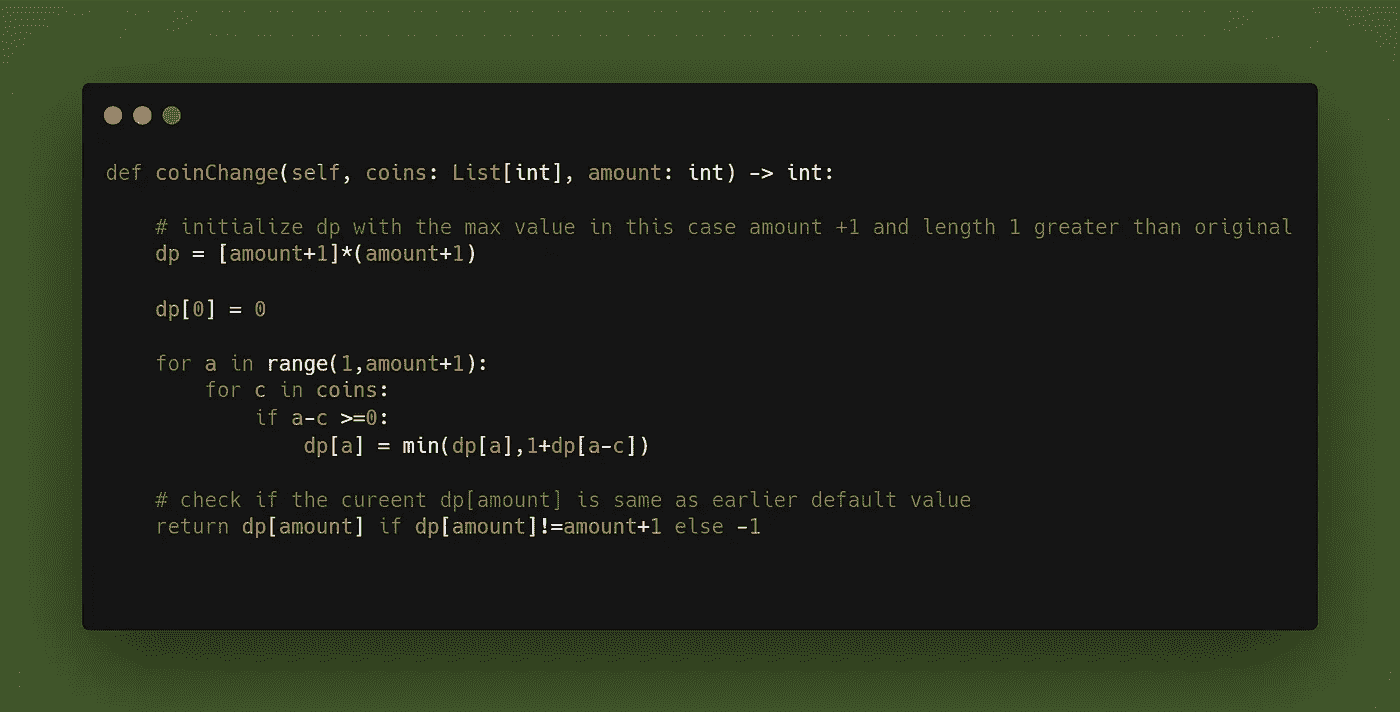 def coinChange(self, coins: List[int], amount: int) -> int:
# initialize dp with the max value in this case amount +1 and length 1 greater than original
dp = [amount+1]*(amount+1)
dp[0] = 0
for a in range(1,amount+1):
for c in coins:
if a-c >=0:
dp[a] = min(dp[a],1+dp[a-c])
# check if the cureent dp[amount] is same as earlier default value
return dp[amount] if dp[amount]!=amount+1 else -1